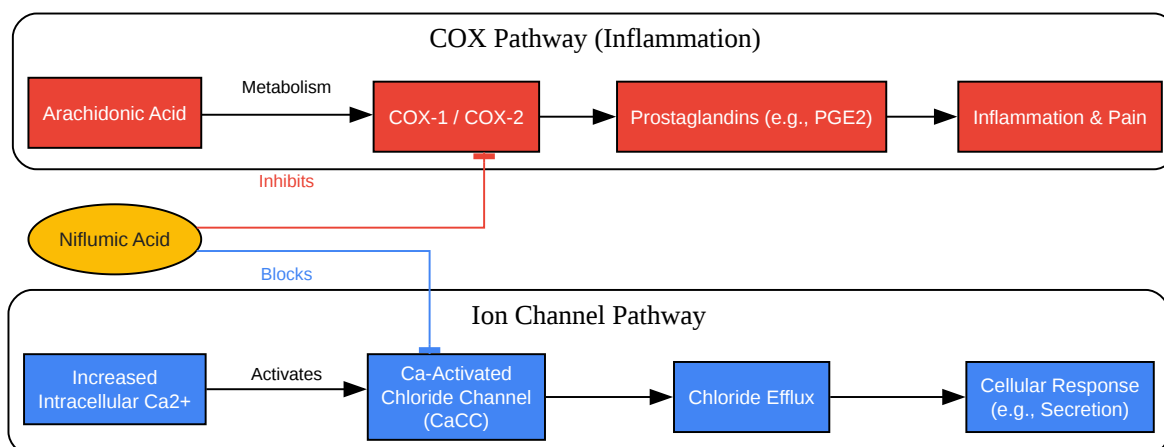 COX Pathway (Inflammation)
Arachidonic Acid
Metabolism
COX-1 / COX-2
Prostaglandins (e.g., PGE2)
Inflammation & Pain
Inhibits
Niflumic Acid
Blocks
Ion Channel Pathway
Increased
Intracellular Ca2+
Activates
Ca-Activated
Chloride Channel
(CaCC)
Chloride Efflux
Cellular Response
(e.g., Secretion)